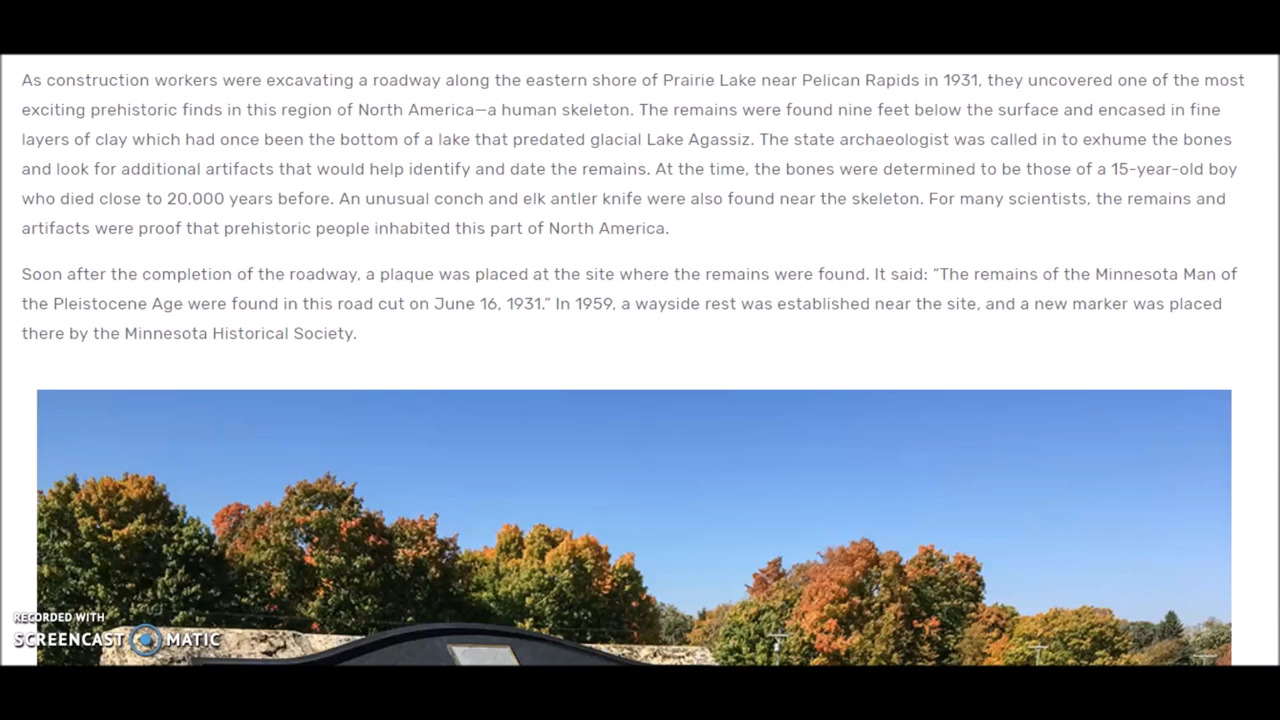 As construction workers were excavating a roadway along the eastern shore of Prairie Lake near Pelican Rapids in 1931, they uncovered one of the most
exciting prehistoric finds in this region of North America—a human skeleton. The remains were found nine feet below the surface and encased in fine
layers of clay which had once been the bottom of a lake that predated glacial Lake Agassiz. The state archaeologist was called in to exhume the bones
and look for additional artifacts that would help identify and date the remains. At the time, the bones were determined to be those of a 15-year-old boy
who died close to 20,000 years before. An unusual conch and elk antler knife were also found near the skeleton. For many scientists, the remains and
artifacts were proof that prehistoric people inhabited this part of North America.
Soon after the completion of the roadway, a plaque was placed at the site where the remains were found. It said: “The remains of the Minnesota Man of
the Pleistocene Age were found in this road cut on June 16, 1931.” In 1959, a wayside rest was established near the site, and a new marker was placed
there by the Minnesota Historical Society.
RECORDED WITH
SCREENCAST MATIC